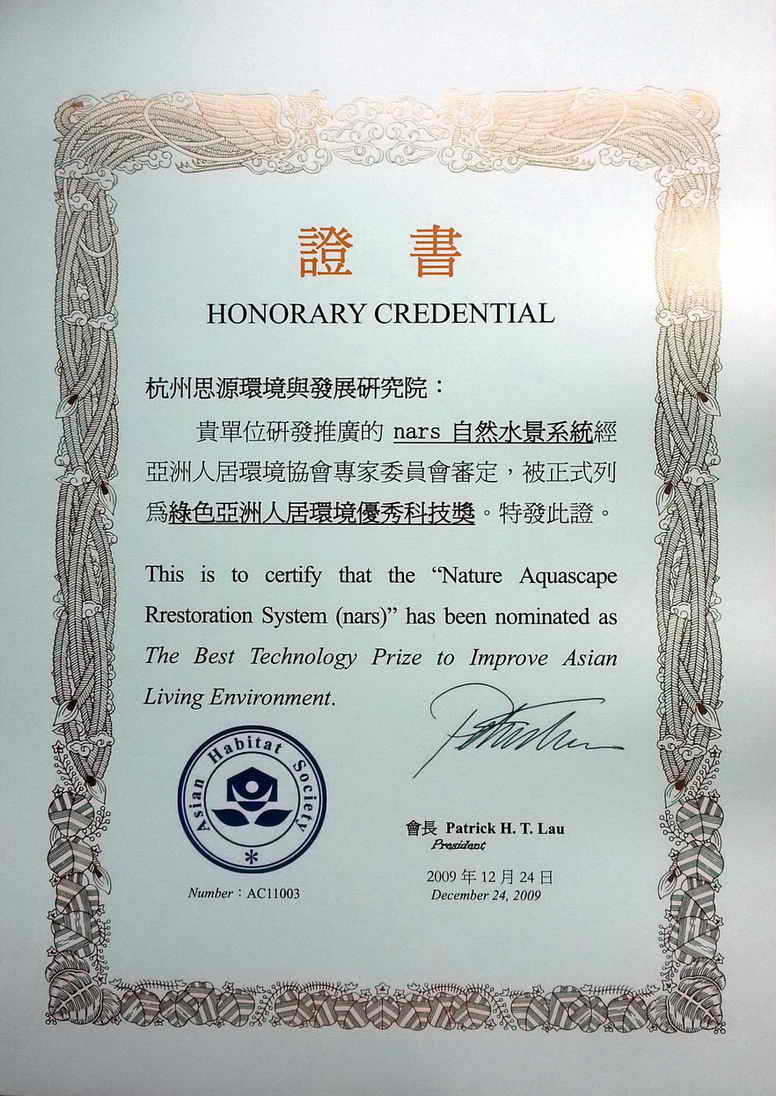 證 書
HONORARY CREDENTIAL
杭州思源環境與發展研究院：
貴單位研發推廣的 nars 自然水景系統經
亞洲人居環境協會專家委員會審定，被正式列
為綠色亞洲人居環境優秀科技獎。特發此證。
This is to certify that the “Nature Aquascape
Rrestoration System (nars)” has been nominated as
The Best Technology Prize to Improve Asian
Living Environment.
Asian Habitat Society
*
Number：AC11003
會長 Patrick H. T. Lau
President
2009 年 12 月 24 日
December 24, 2009